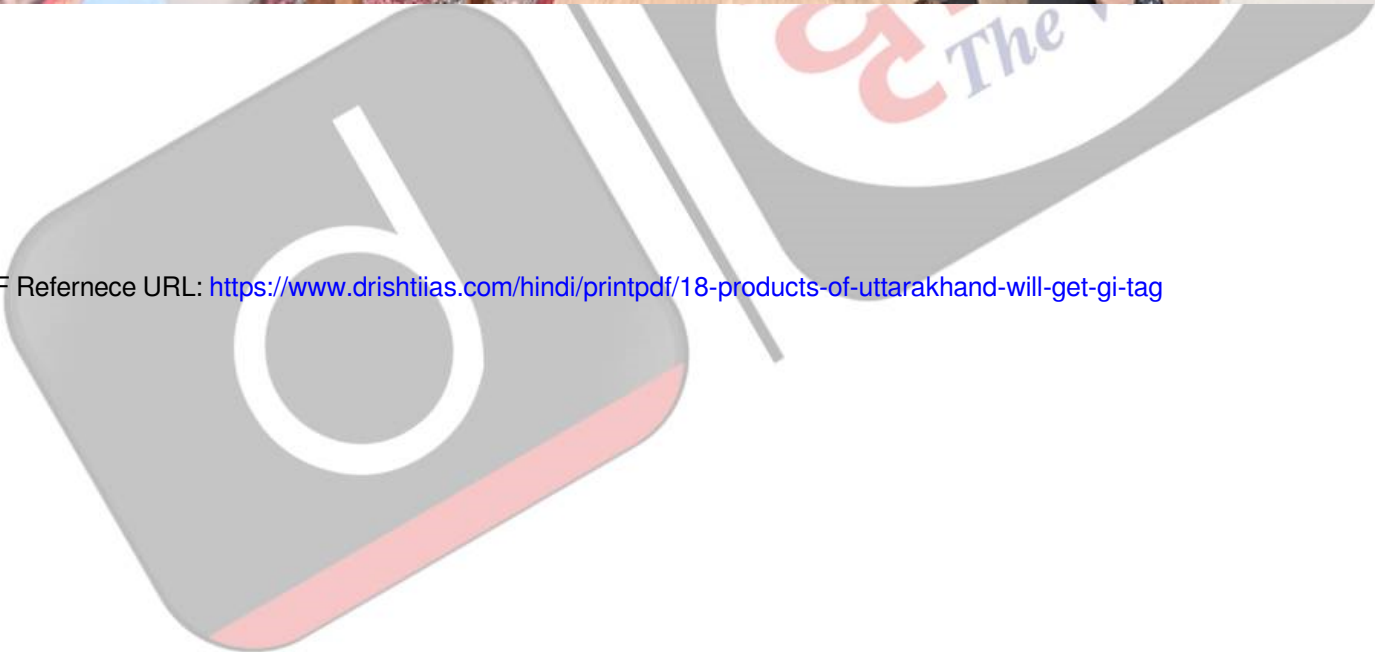 The
F Refernece URL: https://www.drishtiias.com/hindi/printpdf/18-products-of-uttarakhand-will-get-gi-tag
d